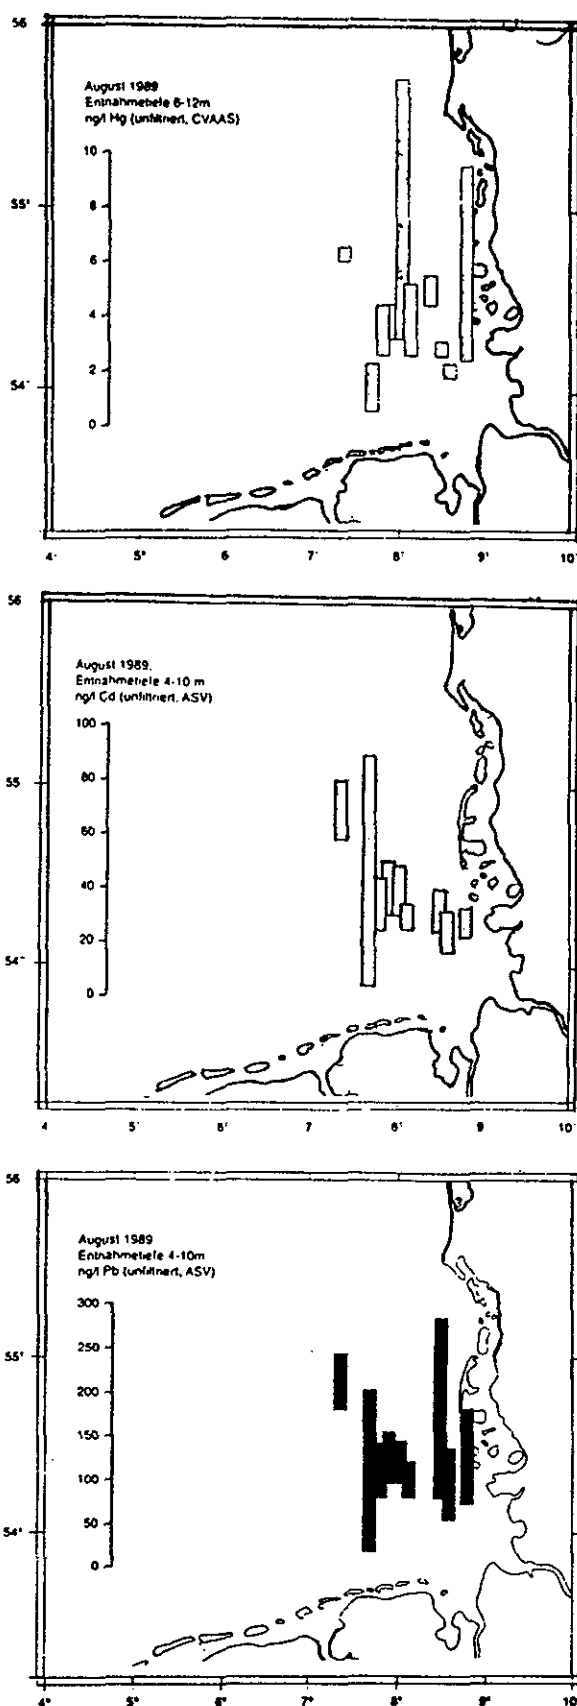 56
August 1989
Entnahmetiefe 6-12m
ng/l Hg (unfiltriert, CVAAS)
10
8
6
4
2
0
55°
54°
4° 5° 6° 7° 8° 9° 10°
56
August 1989,
Entnahmetiefe 4-10 m
ng/l Cd (unfiltriert, ASV)
100
80
60
40
20
0
55
54°
4 5° 6 7 8° 9° 10°
56
August 1989
Entnahmetiefe 4-10m
ng/l Pb (unfiltriert, ASV)
300
250
200
150
100
50
0
55°
54°
4° 5° 6° 7° 8° 9° 10°